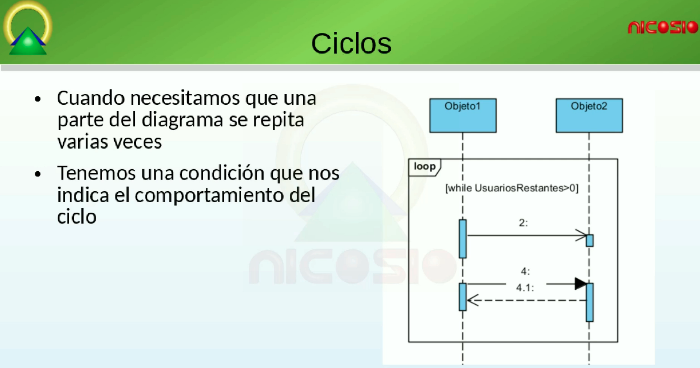 NICOSIO
Ciclos
• Cuando necesitamos que una
parte del diagrama se repita
varias veces
• Tenemos una condición que nos
indica el comportamiento del
ciclo
NICOSIO
Objeto1
Objeto2
loop
[while UsuariosRestantes>0]
2:
4:
4.1: